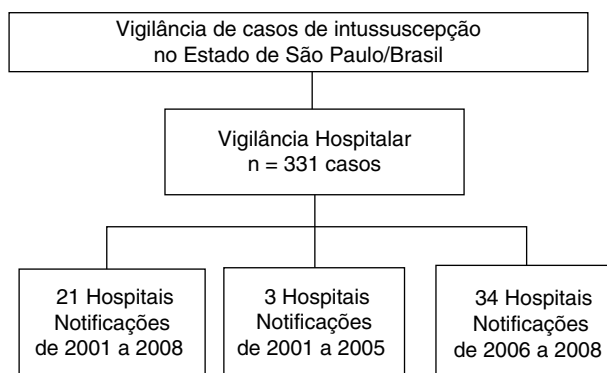 Vigilância de casos de intussuscepção
no Estado de São Paulo/Brasil
Vigilância Hospitalar
n = 331 casos
21 Hospitais
Notificações
de 2001 a 2008
3 Hospitais
Notificações
de 2001 a 2005
34 Hospitais
Notificações
de 2006 a 2008